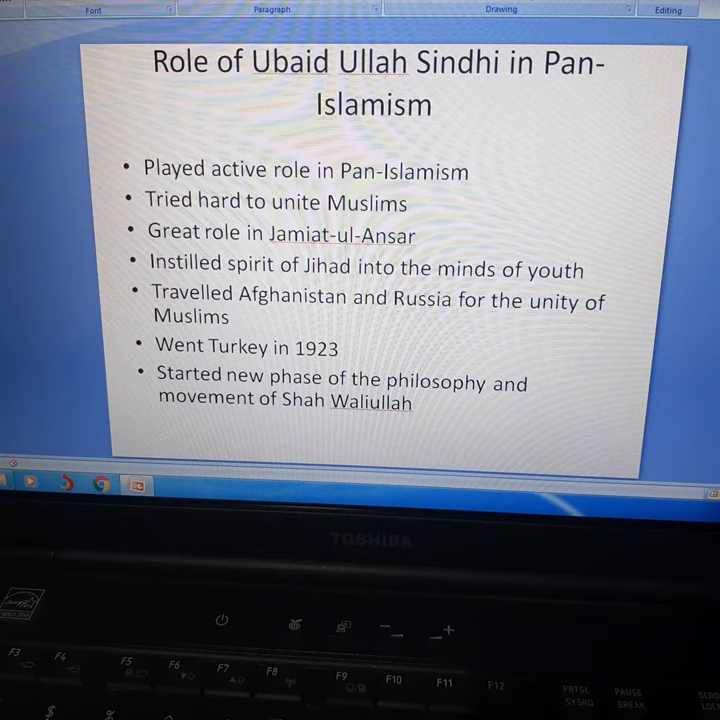 Font Paragraph Drawing Editing
Role of Ubaid Ullah Sindhi in Pan-
Islamism
• Played active role in Pan-Islamism
• Tried hard to unite Muslims
• Great role in Jamiat-ul-Ansar
• Instilled spirit of Jihad into the minds of youth
• Travelled Afghanistan and Russia for the unity of
Muslims
• Went Turkey in 1923
• Started new phase of the philosophy and
movement of Shah Waliullah
TOSHIBA
F3 F4 F5 F6 F7 F8 F9 F10 F11 F12 PRTSC PAUSE
SYSRQ BREAK
$ %